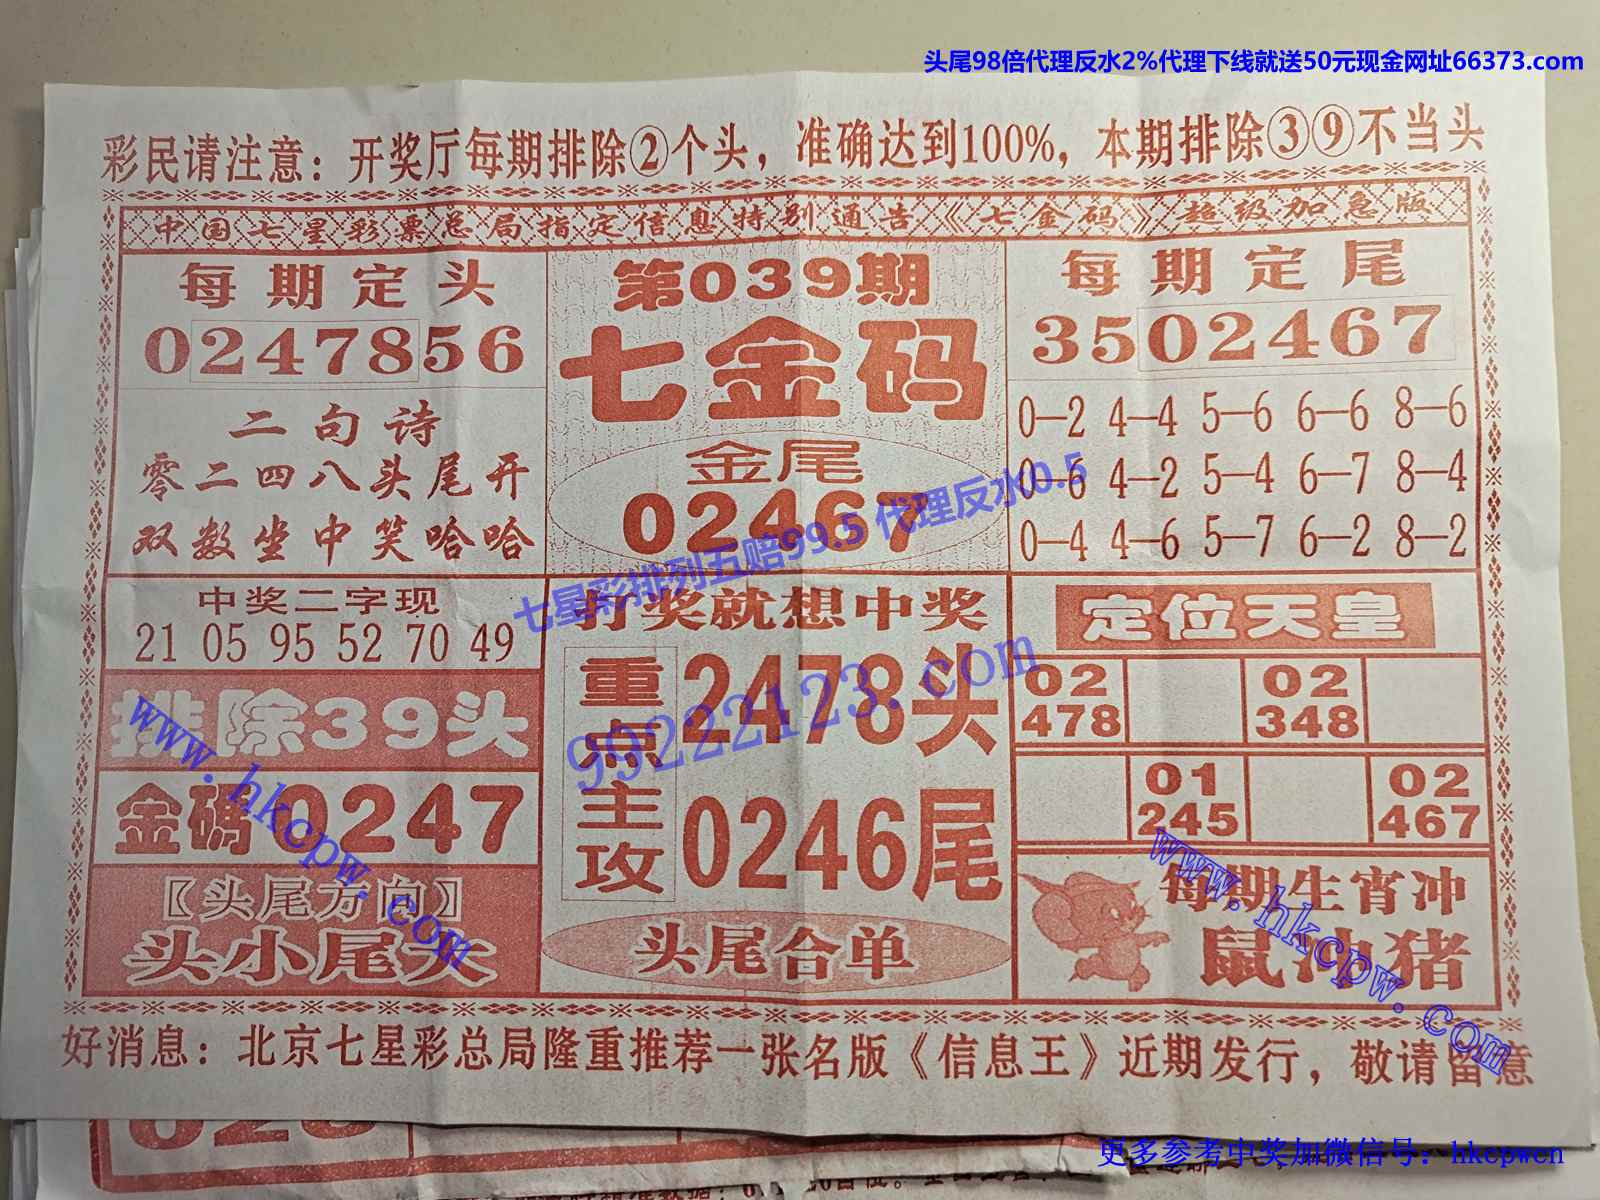 头尾98倍代理反水2%代理下线就送50元现金网址66373.com
彩民请注意：开奖厅每期排除②个头，准确达到100%，本期排除③⑨不当头
中国七星彩票总局指定信息特别通告《七金码》超级加急版
每期定头
0247856
二句诗
零二四八头尾开
双数坐中笑哈哈
第039期
七金码
金尾
02467
每期定尾
3502467
0—2 4—4 5—6 6—6 8—6
0—6 4—2 5—4 6—7 8—4
0—4 4—6 5—7 6—2 8—2
七星彩排列五赔99.5 代理反水0.5
99222123.com
中奖二字现
21 05 95 52 70 49
排除39头
金碼0247
〖头尾方向〗
头小尾大
www.hkcpw.com
打奖就想中奖
重点主攻
2478头
0246尾
头尾合单
定位天皇
02 02
478 348
01 02
245 467
每期生宵冲
鼠冲猪
www.hkcpw.com
好消息：北京七星彩总局隆重推荐一张名版《信息王》近期发行，敬请留意
更多参考中奖加微信号：hkcpwcn